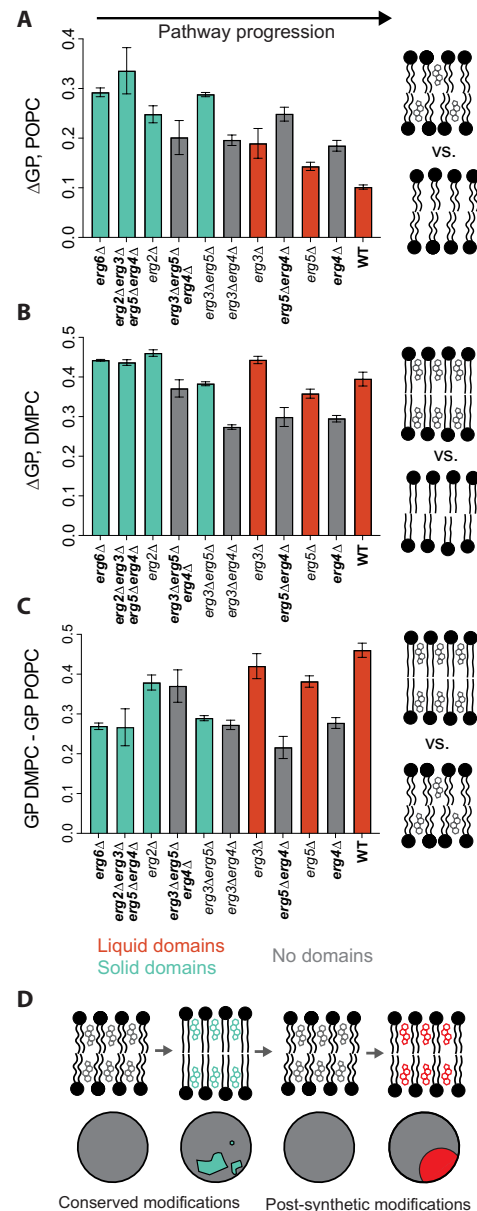 A
Pathway progression
ΔGP, POPC
0.0
0.1
0.2
0.3
0.4
erg6Δ
erg2Δerg3Δ
erg5Δerg4Δ
erg2Δ
erg3Δerg5Δ
erg4Δ
erg3Δerg5Δ
erg3Δerg4Δ
erg3Δ
erg5Δerg4Δ
erg5Δ
erg4Δ
WT
vs.
B
ΔGP, DMPC
0.0
0.1
0.2
0.3
0.4
0.5
erg6Δ
erg2Δerg3Δ
erg5Δerg4Δ
erg2Δ
erg3Δerg5Δ
erg4Δ
erg3Δerg5Δ
erg3Δerg4Δ
erg3Δ
erg5Δerg4Δ
erg5Δ
erg4Δ
WT
vs.
C
GP DMPC - GP POPC
0.0
0.1
0.2
0.3
0.4
0.5
erg6Δ
erg2Δerg3Δ
erg5Δerg4Δ
erg2Δ
erg3Δerg5Δ
erg4Δ
erg3Δerg5Δ
erg3Δerg4Δ
erg3Δ
erg5Δerg4Δ
erg5Δ
erg4Δ
WT
vs.
Liquid domains
Solid domains
No domains
D
Conserved modifications
Post-synthetic modifications